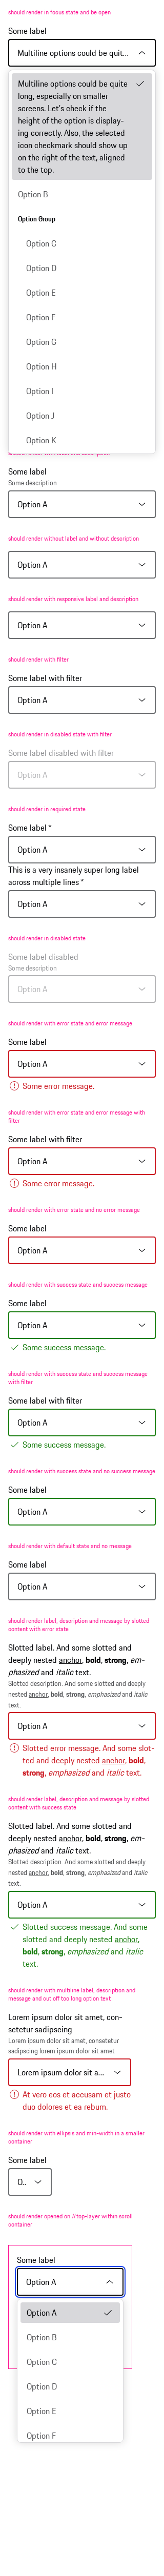 should render in focus state and be open
Some label
Multiline options could be quit...
Multiline options could be quite
long, especially on smaller
screens. Let's check if the
height of the option is display-
ing correctly. Also, the selected
icon checkmark should show up
on the right of the text, aligned
to the top.
Option B
Option Group
Option C
Option D
Option E
Option F
Option G
Option H
Option I
Option J
Option K
Some label
Some description
Option A
should render without label and without description
Option A
should render with responsive label and description
Option A
should render with filter
Some label with filter
Option A
should render in disabled state with filter
Some label disabled with filter
Option A
should render in required state
Some label *
Option A
This is a very insanely super long label
across multiple lines *
Option A
should render in disabled state
Some label disabled
Some description
Option A
should render with error state and error message
Some label
Option A
Some error message.
should render with error state and error message with
filter
Some label with filter
Option A
Some error message.
should render with error state and no error message
Some label
Option A
should render with success state and success message
Some label
Option A
Some success message.
should render with success state and success message
with filter
Some label with filter
Option A
Some success message.
should render with success state and no success message
Some label
Option A
should render with default state and no message
Some label
Option A
should render label, description and message by slotted
content with error state
Slotted label. And some slotted and
deeply nested anchor, bold, strong, em-
phasized and italic text.
Slotted description. And some slotted and deeply
nested anchor, bold, strong, emphasized and italic
text.
Option A
Slotted error message. And some slot-
ted and deeply nested anchor, bold,
strong, emphasized and italic text.
should render label, description and message by slotted
content with success state
Slotted label. And some slotted and
deeply nested anchor, bold, strong, em-
phasized and italic text.
Slotted description. And some slotted and deeply
nested anchor, bold, strong, emphasized and italic
text.
Option A
Slotted success message. And some
slotted and deeply nested anchor,
bold, strong, emphasized and italic
text.
should render with multiline label, description and
message and cut off too long option text
Lorem ipsum dolor sit amet, con-
setetur sadipscing
Lorem ipsum dolor sit amet, consetetur
sadipscing lorem ipsum dolor sit amet
Lorem ipsum dolor sit a...
At vero eos et accusam et justo
duo dolores et ea rebum.
should render with ellipsis and min-width in a smaller
container
Some label
O..
should render opened on #top-layer within scroll
container
Some label
Option A
Option A
Option B
Option C
Option D
Option E
Option F